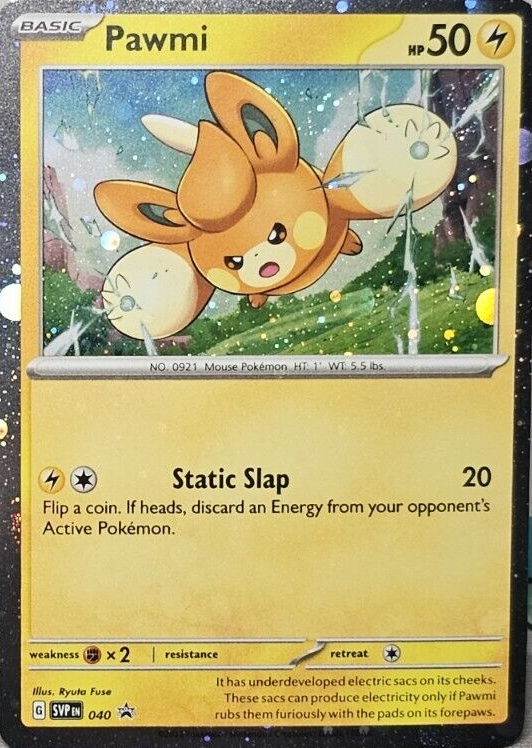 BASIC
Pawmi
HP 50
NO. 0921 Mouse Pokémon HT: 1' WT: 5.5 lbs.
Static Slap 20
Flip a coin. If heads, discard an Energy from your opponent's
Active Pokémon.
weakness ×2 resistance retreat
Illus. Ryuta Fuse
It has underdeveloped electric sacs on its cheeks.
These sacs can produce electricity only if Pawmi
rubs them furiously with the pads on its forepaws.
G SVP EN 040